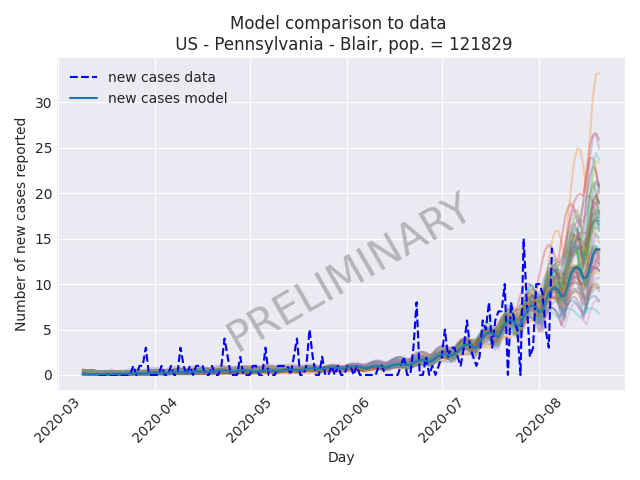 Model comparison to data
US - Pennsylvania - Blair, pop. = 121829
new cases data
new cases model
Number of new cases reported
30
25
20
15
10
5
0
PRELIMINARY
2020-03
2020-04
2020-05
2020-06
2020-07
2020-08
Day